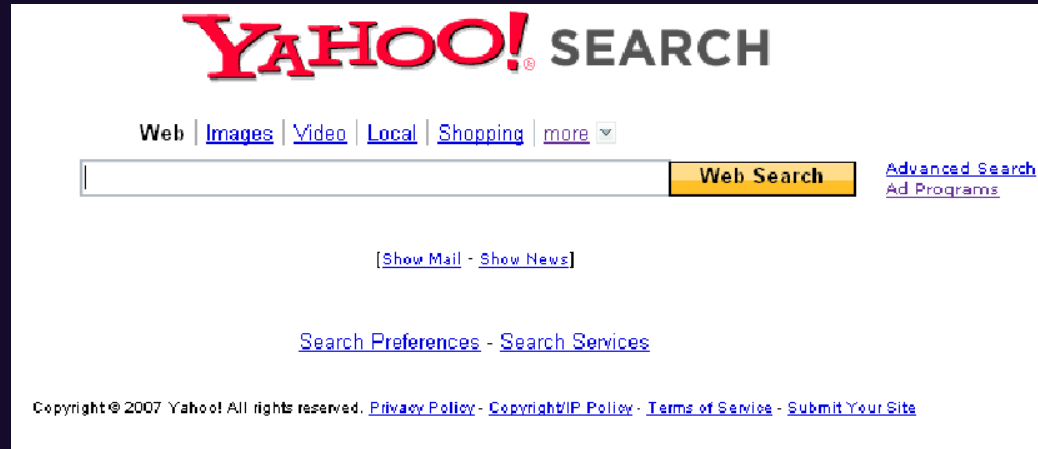 YAHOO!® SEARCH
Web | Images | Video | Local | Shopping | more
Web Search
Advanced Search
Ad Programs
[Show Mail - Show News]
Search Preferences - Search Services
Copyright © 2007 Yahoo! All rights reserved. Privacy Policy - Copyright/IP Policy - Terms of Service - Submit Your Site